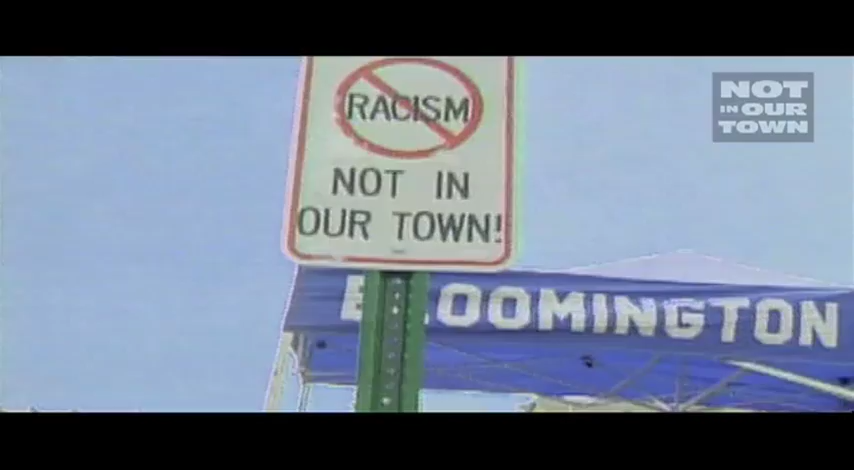 RACISM
NOT IN
OUR TOWN!
BLOOMINGTON
NOT
IN OUR
TOWN